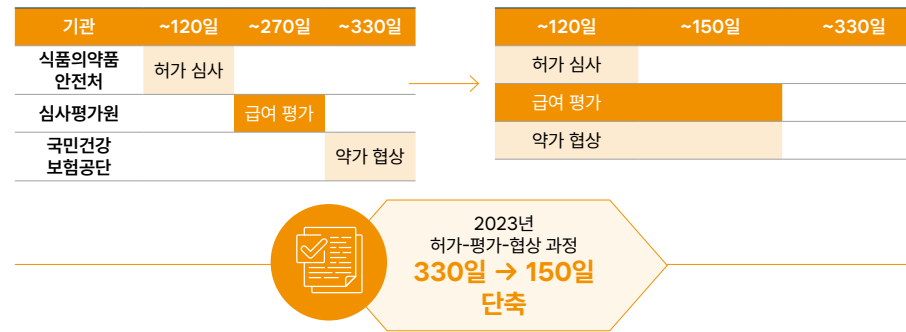 기관 ~120일 ~270일 ~330일
식품의약품
안전처
허가 심사
심사평가원
급여 평가
국민건강
보험공단
약가 협상
~120일 ~150일 ~330일
허가 심사
급여 평가
약가 협상
2023년
허가-평가-협상 과정
330일 → 150일
단축